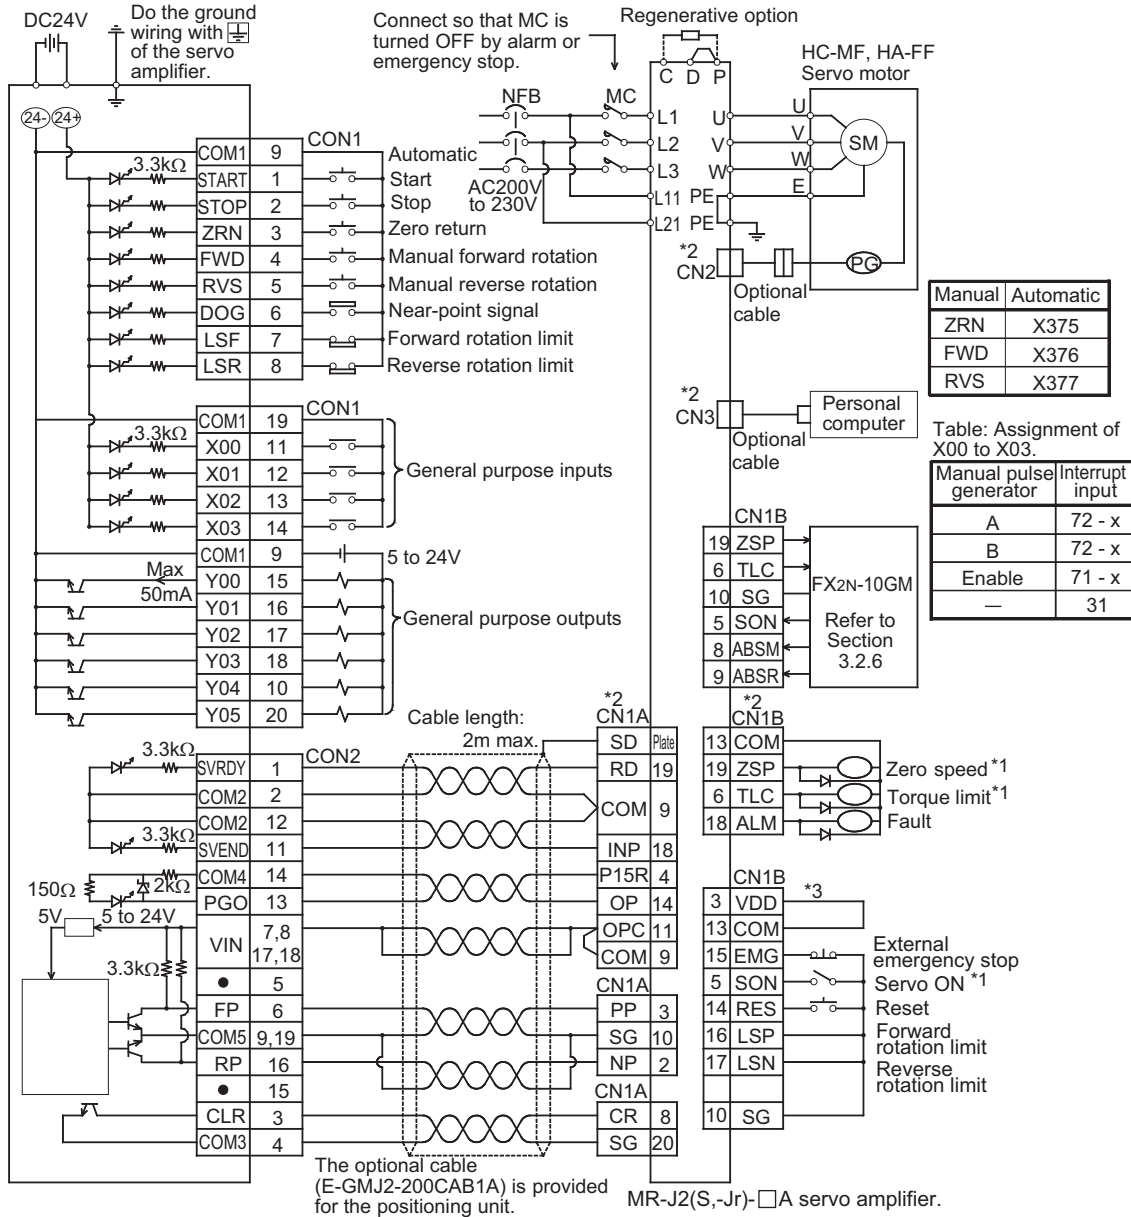 DC24V
Do the ground
wiring with
of the servo
amplifier.
Connect so that MC is
turned OFF by alarm or
emergency stop.
Regenerative option
C D P
HC-MF, HA-FF
Servo motor
24- 24+
NFB MC
L1 U U
L2 V V SM
L3 W W
AC200V
to 230V
L11 PE E
L21 PE
*2
CN2
PG
Optional
cable
CON1
COM1 9 Automatic
3.3kΩ
START 1 Start
STOP 2 Stop
ZRN 3 Zero return
FWD 4 Manual forward rotation
RVS 5 Manual reverse rotation
DOG 6 Near-point signal
LSF 7 Forward rotation limit
LSR 8 Reverse rotation limit
Manual Automatic
ZRN X375
FWD X376
RVS X377
*2
CN3
Personal
computer
Optional
cable
CON1
COM1 19
3.3kΩ
X00 11
X01 12
X02 13
X03 14
General purpose inputs
COM1 9 5 to 24V
Max
50mA
Y00 15
Y01 16
Y02 17
Y03 18
Y04 10
Y05 20
General purpose outputs
Table: Assignment of
X00 to X03.
Manual pulse generator Interrupt input
A 72 - x
B 72 - x
Enable 71 - x
— 31
CN1B
19 ZSP
6 TLC
10 SG
5 SON
8 ABSM
9 ABSR
FX2N-10GM
Refer to
Section
3.2.6
Cable length:
2m max.
CON2
3.3kΩ
SVRDY 1
COM2 2
COM2 12
3.3kΩ
SVEND 11
COM4 14
150Ω 2kΩ
PGO 13
5V 5 to 24V
VIN 7,8
17,18
3.3kΩ
● 5
FP 6
COM5 9,19
RP 16
● 15
CLR 3
COM3 4
*2
CN1A
SD Plate
RD 19
COM 9
INP 18
P15R 4
OP 14
OPC 11
COM 9
CN1A
PP 3
SG 10
NP 2
CN1A
CR 8
SG 20
*2
CN1B
13 COM
19 ZSP Zero speed *1
6 TLC Torque limit *1
18 ALM Fault
CN1B
3 VDD *3
13 COM
15 EMG External
emergency stop
5 SON Servo ON *1
14 RES Reset
16 LSP Forward
rotation limit
17 LSN Reverse
rotation limit
10 SG
The optional cable
(E-GMJ2-200CAB1A) is provided
for the positioning unit.
MR-J2(S,-Jr)-□A servo amplifier.